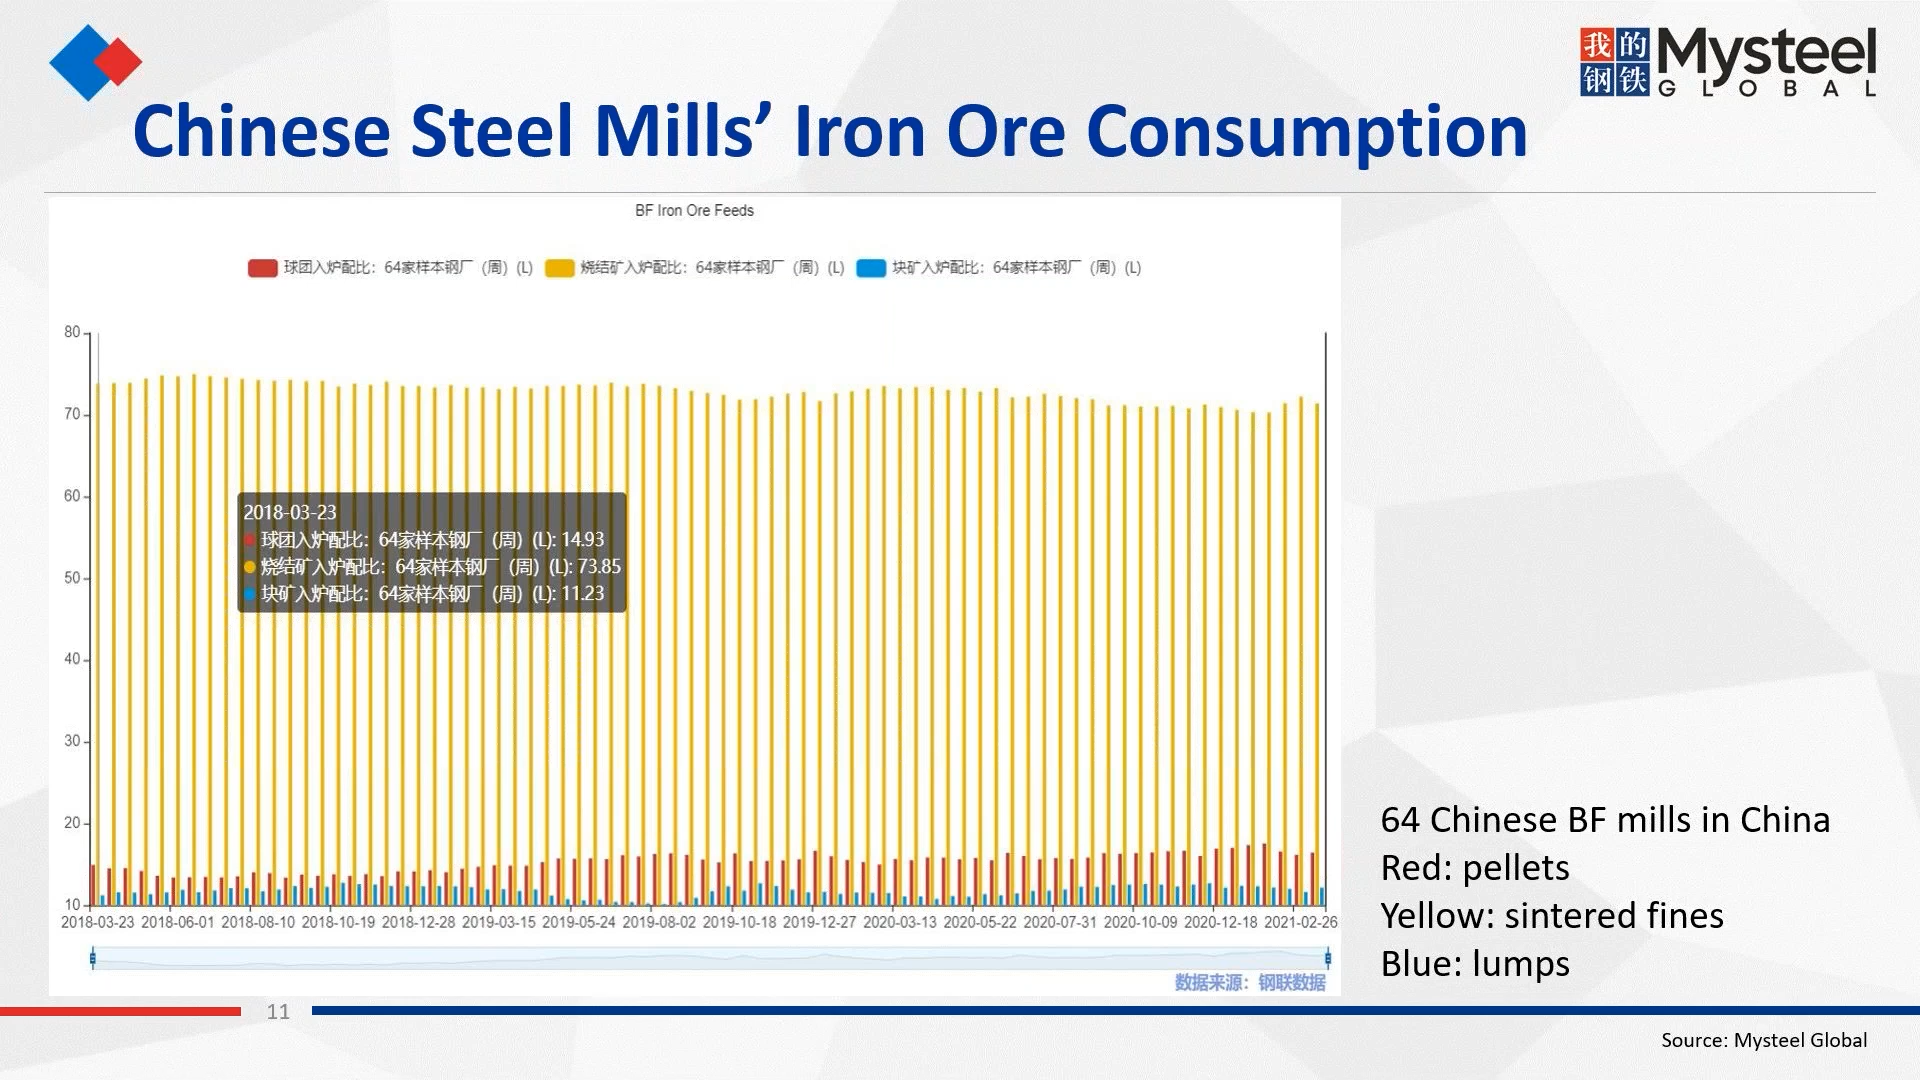 我的
钢铁
Mysteel
GLOBAL
Chinese Steel Mills’ Iron Ore Consumption
BF Iron Ore Feeds
球团入炉配比：64家样本钢厂（周）(L) 烧结矿入炉配比：64家样本钢厂（周）(L) 块矿入炉配比：64家样本钢厂（周）(L)
80
70
60
50
40
30
20
10
2018-03-23
球团入炉配比：64家样本钢厂（周）(L): 14.93
烧结矿入炉配比：64家样本钢厂（周）(L): 73.85
块矿入炉配比：64家样本钢厂（周）(L): 11.23
2018-03-23 2018-06-01 2018-08-10 2018-10-19 2018-12-28 2019-03-15 2019-05-24 2019-08-02 2019-10-18 2019-12-27 2020-03-13 2020-05-22 2020-07-31 2020-10-09 2020-12-18 2021-02-26
数据来源：钢联数据
64 Chinese BF mills in China
Red: pellets
Yellow: sintered fines
Blue: lumps
11
Source: Mysteel Global